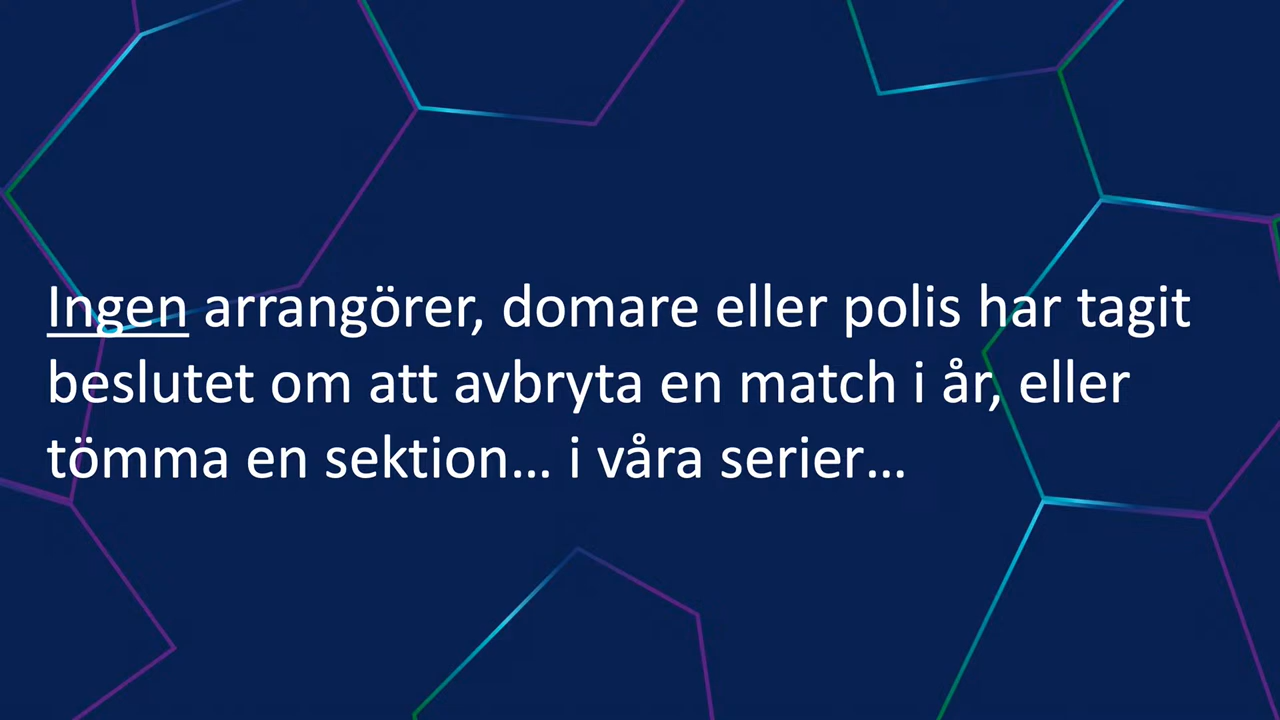 Ingen arrangörer, domare eller polis har tagit
beslutet om att avbryta en match i år, eller
tömma en sektion... i våra serier...